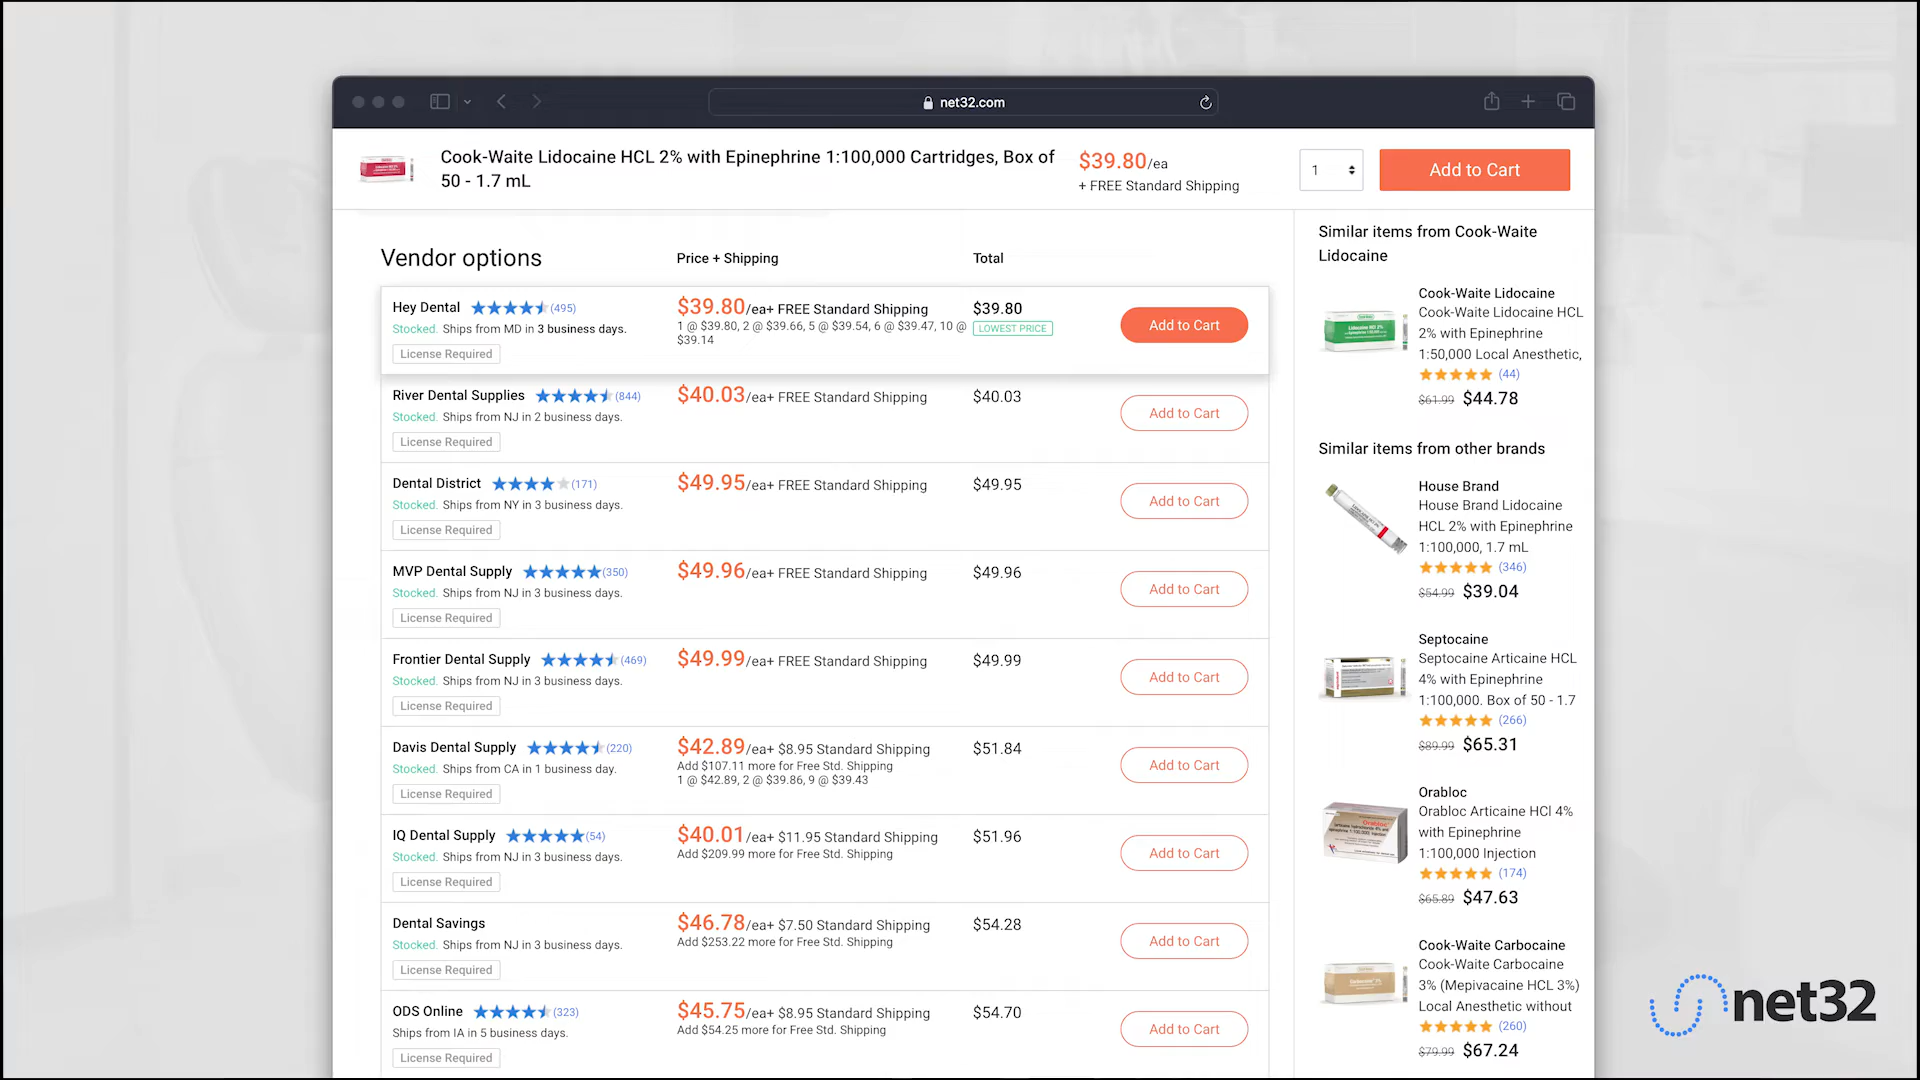 net32.com
Cook-Waite Lidocaine HCL 2% with Epinephrine 1:100,000 Cartridges, Box of
50 - 1.7 mL
$39.80/ea
+ FREE Standard Shipping
1
Add to Cart
Vendor options
Price + Shipping
Total
Hey Dental (495)
Stocked. Ships from MD in 3 business days.
License Required
$39.80/ea+ FREE Standard Shipping
1 @ $39.80, 2 @ $39.66, 5 @ $39.54, 6 @ $39.47, 10 @
$39.14
$39.80
LOWEST PRICE
Add to Cart
River Dental Supplies (844)
Stocked. Ships from NJ in 2 business days.
License Required
$40.03/ea+ FREE Standard Shipping
$40.03
Add to Cart
Dental District (171)
Stocked. Ships from NY in 3 business days.
License Required
$49.95/ea+ FREE Standard Shipping
$49.95
Add to Cart
MVP Dental Supply (350)
Stocked. Ships from NJ in 3 business days.
License Required
$49.96/ea+ FREE Standard Shipping
$49.96
Add to Cart
Frontier Dental Supply (469)
Stocked. Ships from NJ in 3 business days.
License Required
$49.99/ea+ FREE Standard Shipping
$49.99
Add to Cart
Davis Dental Supply (220)
Stocked. Ships from CA in 1 business day.
License Required
$42.89/ea+ $8.95 Standard Shipping
Add $107.11 more for Free Std. Shipping
1 @ $42.89, 2 @ $39.86, 9 @ $39.43
$51.84
Add to Cart
IQ Dental Supply (54)
Stocked. Ships from NJ in 3 business days.
License Required
$40.01/ea+ $11.95 Standard Shipping
Add $209.99 more for Free Std. Shipping
$51.96
Add to Cart
Dental Savings
Stocked. Ships from NJ in 3 business days.
License Required
$46.78/ea+ $7.50 Standard Shipping
Add $253.22 more for Free Std. Shipping
$54.28
Add to Cart
ODS Online (323)
Ships from IA in 5 business days.
License Required
$45.75/ea+ $8.95 Standard Shipping
Add $54.25 more for Free Std. Shipping
$54.70
Add to Cart
Similar items from Cook-Waite
Lidocaine
Cook-Waite Lidocaine
Cook-Waite Lidocaine HCL
2% with Epinephrine
1:50,000 Local Anesthetic,
(44)
$61.99 $44.78
Similar items from other brands
House Brand
House Brand Lidocaine
HCL 2% with Epinephrine
1:100,000, 1.7 mL
(346)
$54.99 $39.04
Septocaine
Septocaine Articaine HCL
4% with Epinephrine
1:100,000. Box of 50 - 1.7
(266)
$89.99 $65.31
Orabloc
Orabloc Articaine HCl 4%
with Epinephrine
1:100,000 Injection
(174)
$65.89 $47.63
Cook-Waite Carbocaine
Cook-Waite Carbocaine
3% (Mepivacaine HCL 3%)
Local Anesthetic without
(260)
$79.99 $67.24
net32